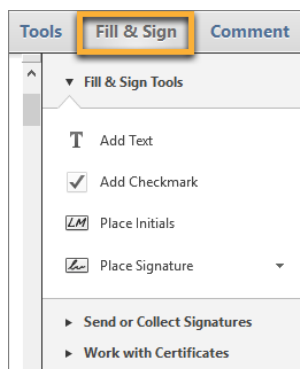 Tools Fill & Sign Comment
Fill & Sign Tools
T Add Text
Add Checkmark
LM Place Initials
Place Signature
Send or Collect Signatures
Work with Certificates